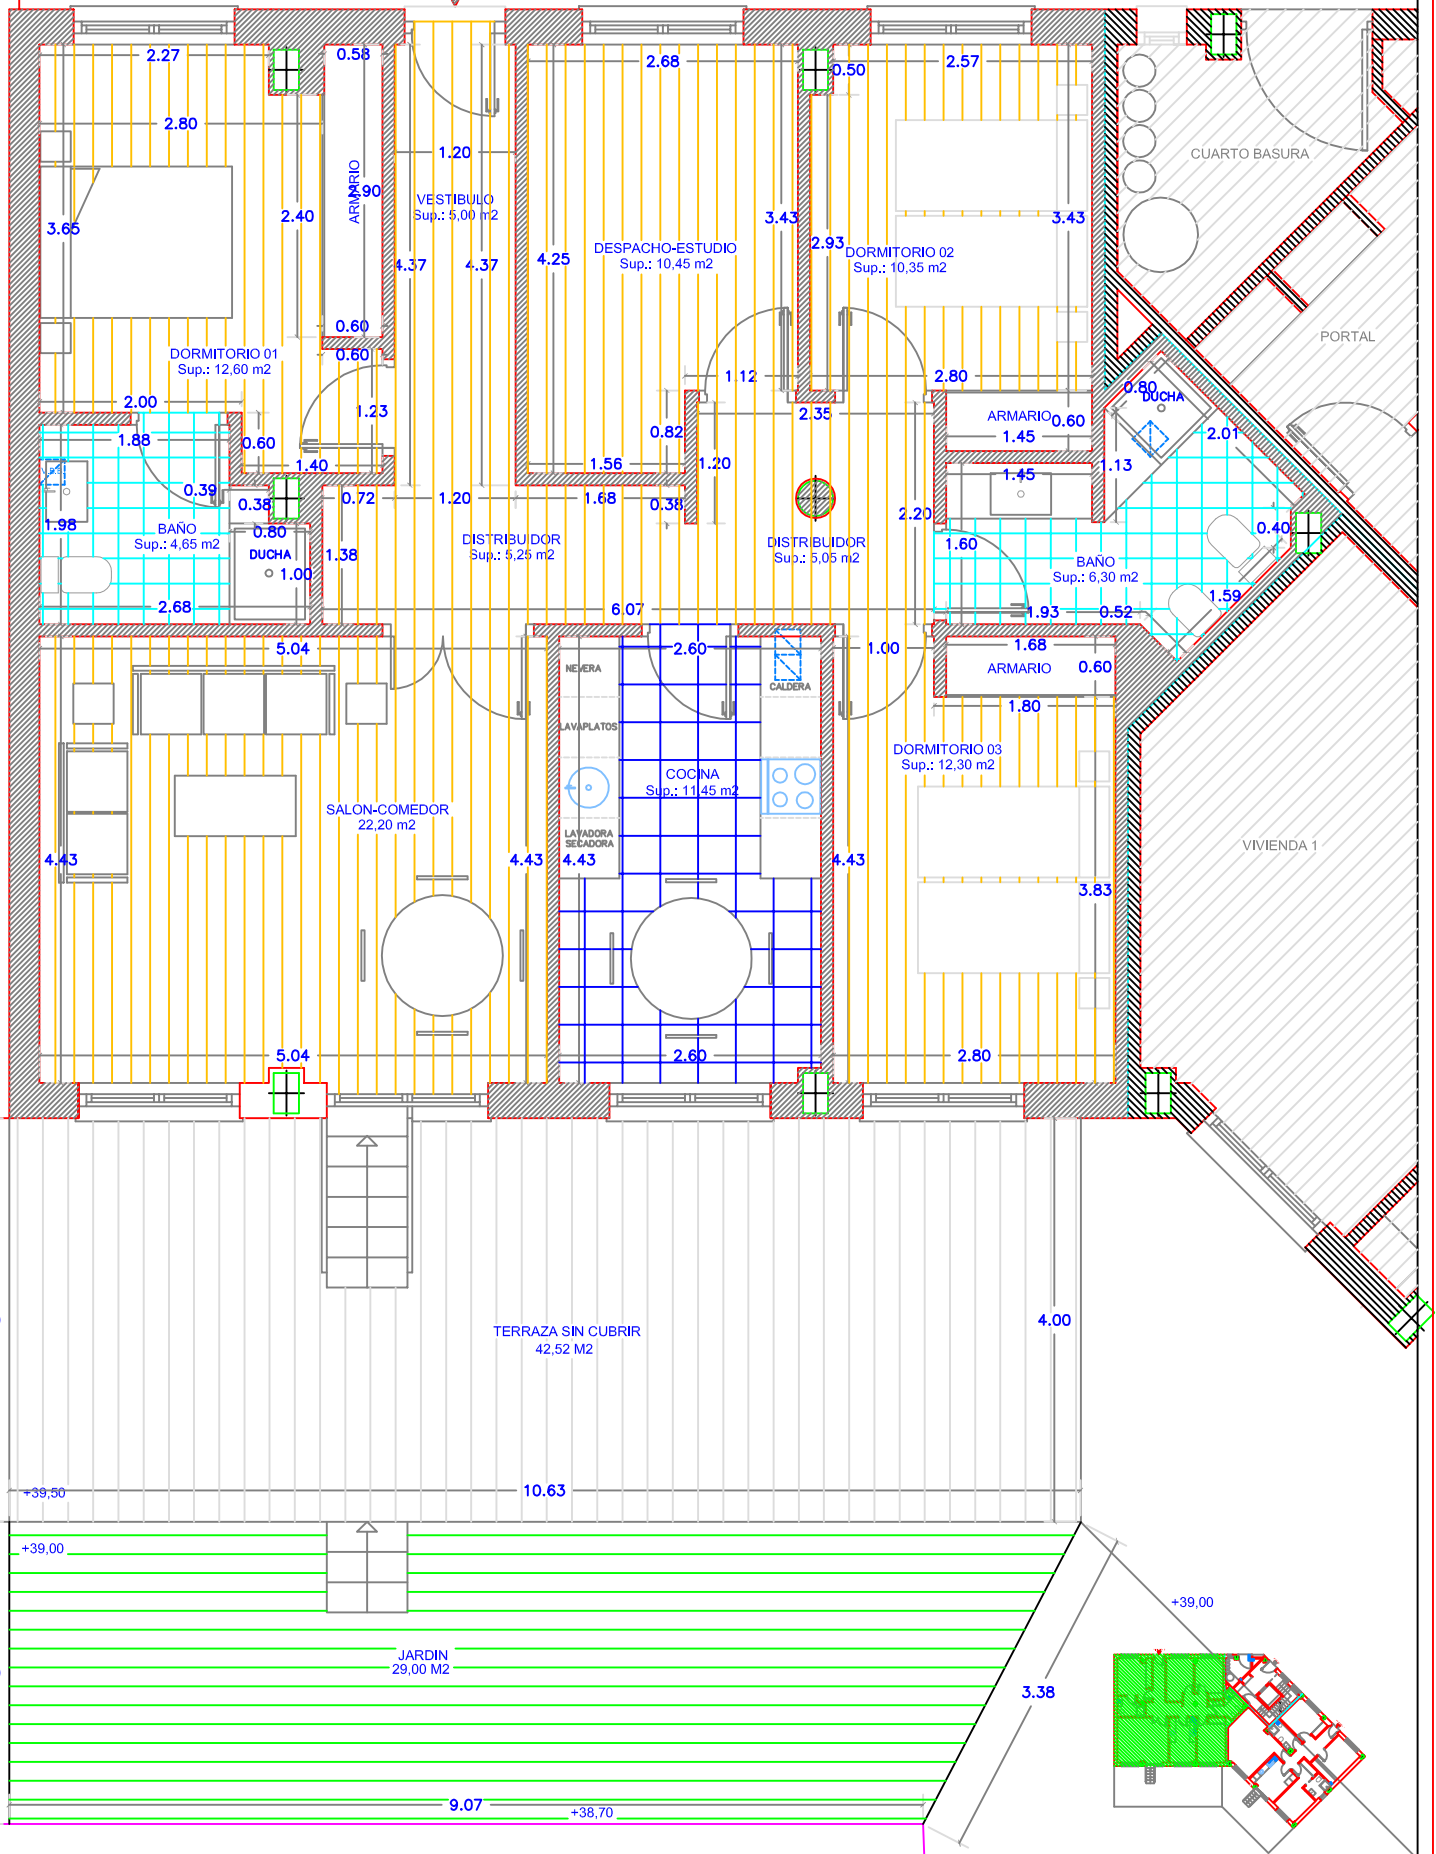 2.27
0.58
2.68
0.50
2.57
2.80
1.20
CUARTO BASURA
ARMARIO
2.90
VESTIBULO
Sup.: 5,00 m2
2.40
3.65
3.43
3.43
2.93
DESPACHO-ESTUDIO
Sup.: 10,45 m2
DORMITORIO 02
Sup.: 10,35 m2
4.37
4.37
4.25
0.60
0.60
PORTAL
DORMITORIO 01
Sup.: 12,60 m2
1.12
2.80
0.80
DUCHA
2.00
1.23
2.35
ARMARIO
0.60
1.88
0.60
0.82
1.45
2.01
1.40
1.56
1.20
1.45
1.13
0.39
0.38
0.72
1.20
1.68
0.38
2.20
1.98
BAÑO
Sup.: 4,65 m2
0.80
DUCHA
1.38
DISTRIBUIDOR
Sup.: 5,25 m2
DISTRIBUIDOR
Sup.: 5,05 m2
1.60
0.40
1.00
BAÑO
Sup.: 6,30 m2
2.68
6.07
1.93
0.52
1.59
5.04
2.60
1.00
1.68
NEVERA
CALDERA
ARMARIO
0.60
1.80
LAVAPLATOS
DORMITORIO 03
Sup.: 12,30 m2
COCINA
Sup.: 11,45 m2
SALON-COMEDOR
22,20 m2
LAVADORA
SECADORA
VIVIENDA 1
4.43
4.43
4.43
4.43
3.83
5.04
2.60
2.80
TERRAZA SIN CUBRIR
42,52 M2
4.00
10.63
+39,50
+39,00
+39,00
JARDIN
29,00 M2
3.38
9.07
+38,70